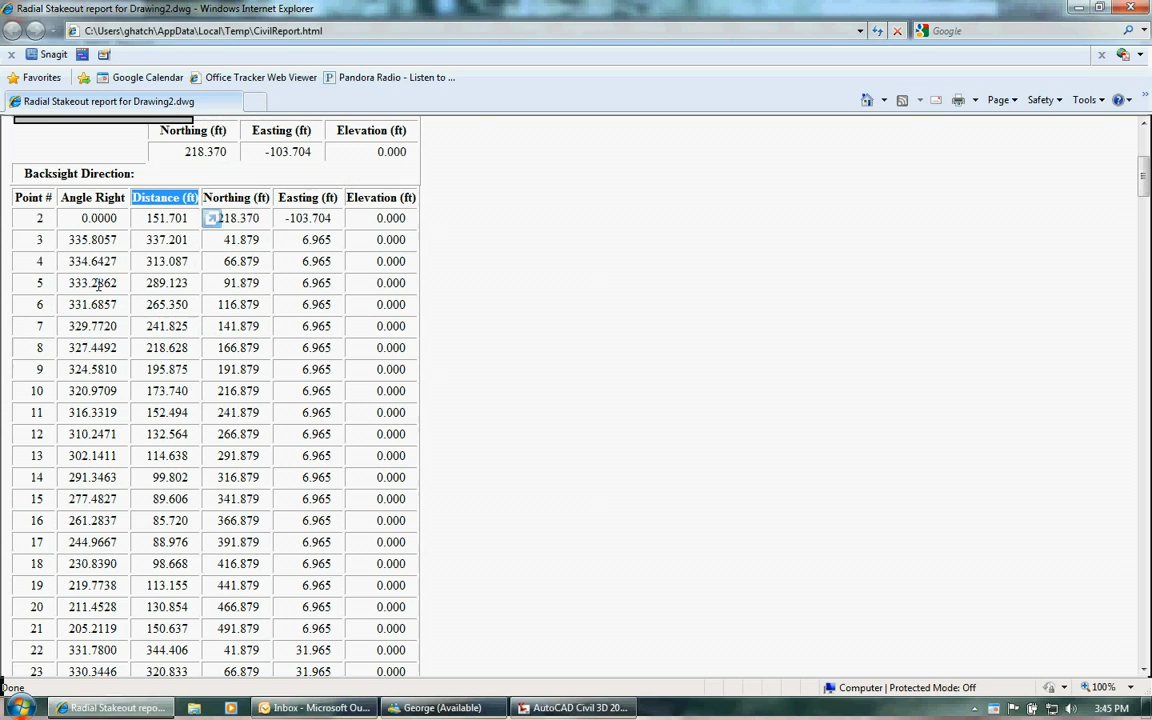 Radial Stakeout report for Drawing2.dwg - Windows Internet Explorer
C:\Users\ghatch\AppData\Local\Temp\CivilReport.html
Google
x Snagit
x
Favorites Google Calendar Office Tracker Web Viewer Pandora Radio - Listen to ...
Radial Stakeout report for Drawing2.dwg
Page Safety Tools
Northing (ft) Easting (ft) Elevation (ft)
218.370 -103.704 0.000
Backsight Direction:
Point # Angle Right Distance (ft) Northing (ft) Easting (ft) Elevation (ft)
2 0.0000 151.701 218.370 -103.704 0.000
3 335.8057 337.201 41.879 6.965 0.000
4 334.6427 313.087 66.879 6.965 0.000
5 333.2862 289.123 91.879 6.965 0.000
6 331.6857 265.350 116.879 6.965 0.000
7 329.7720 241.825 141.879 6.965 0.000
8 327.4492 218.628 166.879 6.965 0.000
9 324.5810 195.875 191.879 6.965 0.000
10 320.9709 173.740 216.879 6.965 0.000
11 316.3319 152.494 241.879 6.965 0.000
12 310.2471 132.564 266.879 6.965 0.000
13 302.1411 114.638 291.879 6.965 0.000
14 291.3463 99.802 316.879 6.965 0.000
15 277.4827 89.606 341.879 6.965 0.000
16 261.2837 85.720 366.879 6.965 0.000
17 244.9667 88.976 391.879 6.965 0.000
18 230.8390 98.668 416.879 6.965 0.000
19 219.7738 113.155 441.879 6.965 0.000
20 211.4528 130.854 466.879 6.965 0.000
21 205.2119 150.637 491.879 6.965 0.000
22 331.7800 344.406 41.879 31.965 0.000
23 330.3446 320.833 66.879 31.965 0.000
Done Computer | Protected Mode: Off 100%
Radial Stakeout repo... Inbox - Microsoft Ou... George (Available) AutoCAD Civil 3D 20... 3:45 PM